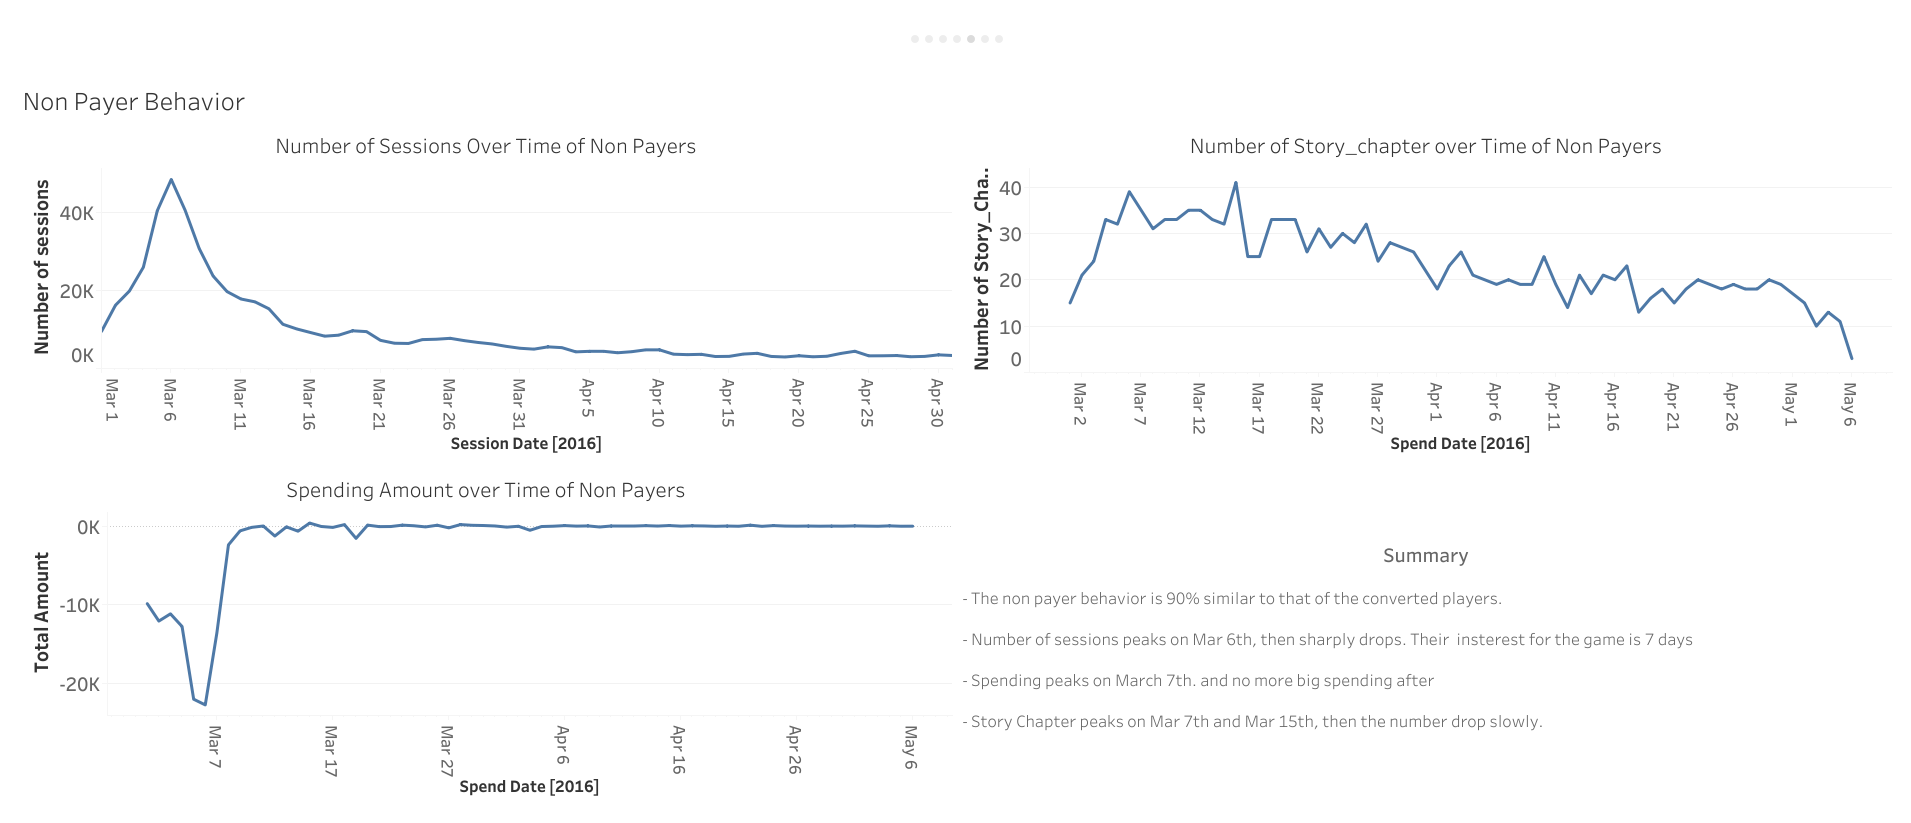 Non Payer Behavior
Number of Sessions Over Time of Non Payers
Number of sessions
40K
20K
0K
Mar 1
Mar 6
Mar 11
Mar 16
Mar 21
Mar 26
Mar 31
Apr 5
Apr 10
Apr 15
Apr 20
Apr 25
Apr 30
Session Date [2016]
Number of Story_chapter over Time of Non Payers
Number of Story_Cha..
40
30
20
10
0
Mar 2
Mar 7
Mar 12
Mar 17
Mar 22
Mar 27
Apr 1
Apr 6
Apr 11
Apr 16
Apr 21
Apr 26
May 1
May 6
Spend Date [2016]
Spending Amount over Time of Non Payers
Total Amount
0K
-10K
-20K
Mar 7
Mar 17
Mar 27
Apr 6
Apr 16
Apr 26
May 6
Spend Date [2016]
Summary
- The non payer behavior is 90% similar to that of the converted players.
- Number of sessions peaks on Mar 6th, then sharply drops. Their  insterest for the game is 7 days
- Spending peaks on March 7th. and no more big spending after
- Story Chapter peaks on Mar 7th and Mar 15th, then the number drop slowly.